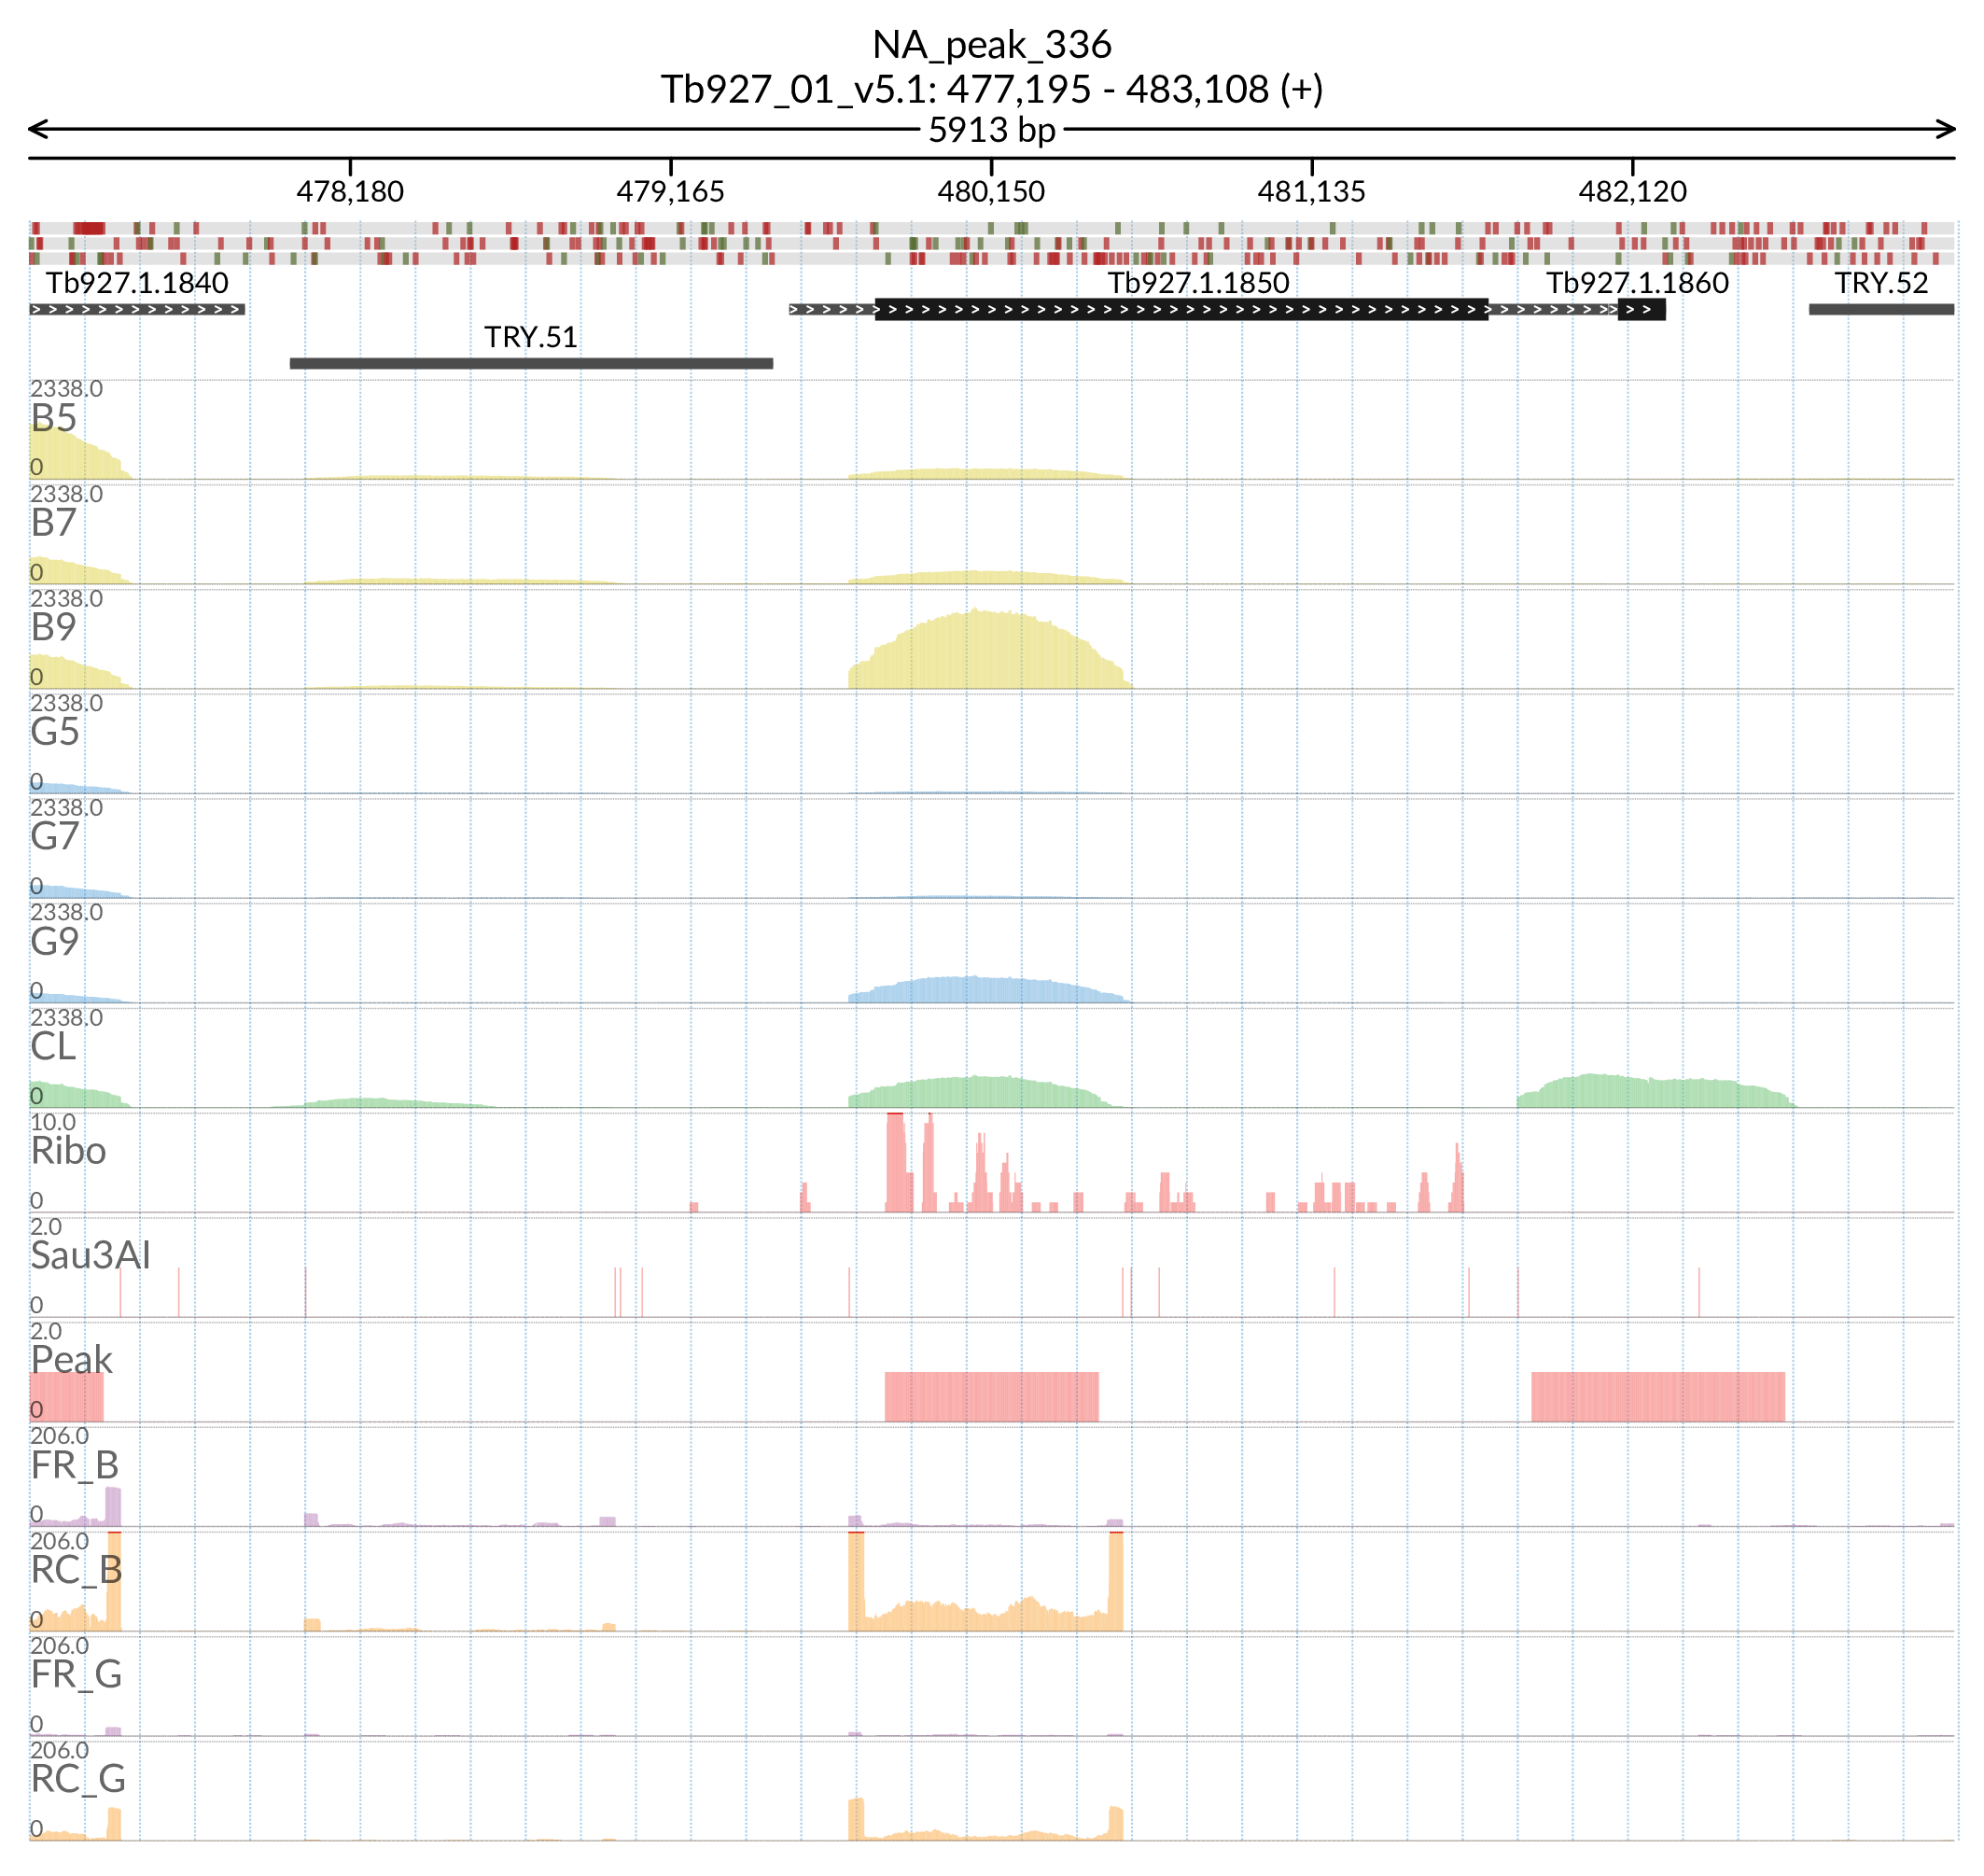 NA_peak_336
Tb927_01_v5.1: 477,195 - 483,108 (+)
5913 bp
478,180 479,165 480,150 481,135 482,120
Tb927.1.1840 Tb927.1.1850 Tb927.1.1860 TRY.52
TRY.51
2338.0
B5
0
2338.0
B7
0
2338.0
B9
0
2338.0
G5
0
2338.0
G7
0
2338.0
G9
0
2338.0
CL
0
10.0
Ribo
0
2.0
Sau3AI
0
2.0
Peak
0
206.0
FR_B
0
206.0
RC_B
0
206.0
FR_G
0
206.0
RC_G
0